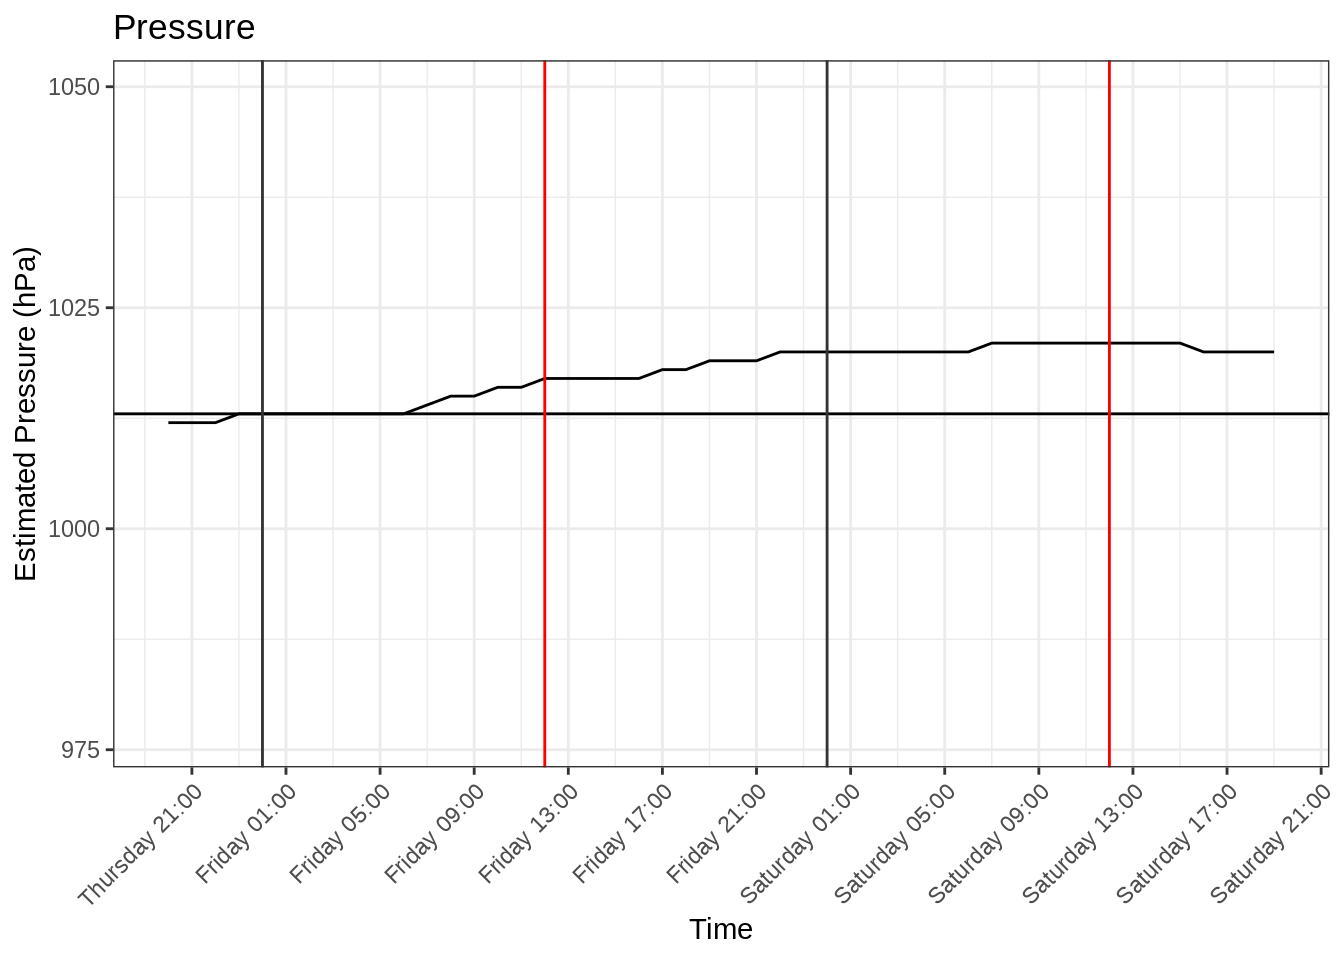 Pressure
Estimated Pressure (hPa)
1050
1025
1000
975
Thursday 21:00
Friday 01:00
Friday 05:00
Friday 09:00
Friday 13:00
Friday 17:00
Friday 21:00
Saturday 01:00
Saturday 05:00
Saturday 09:00
Saturday 13:00
Saturday 17:00
Saturday 21:00
Time